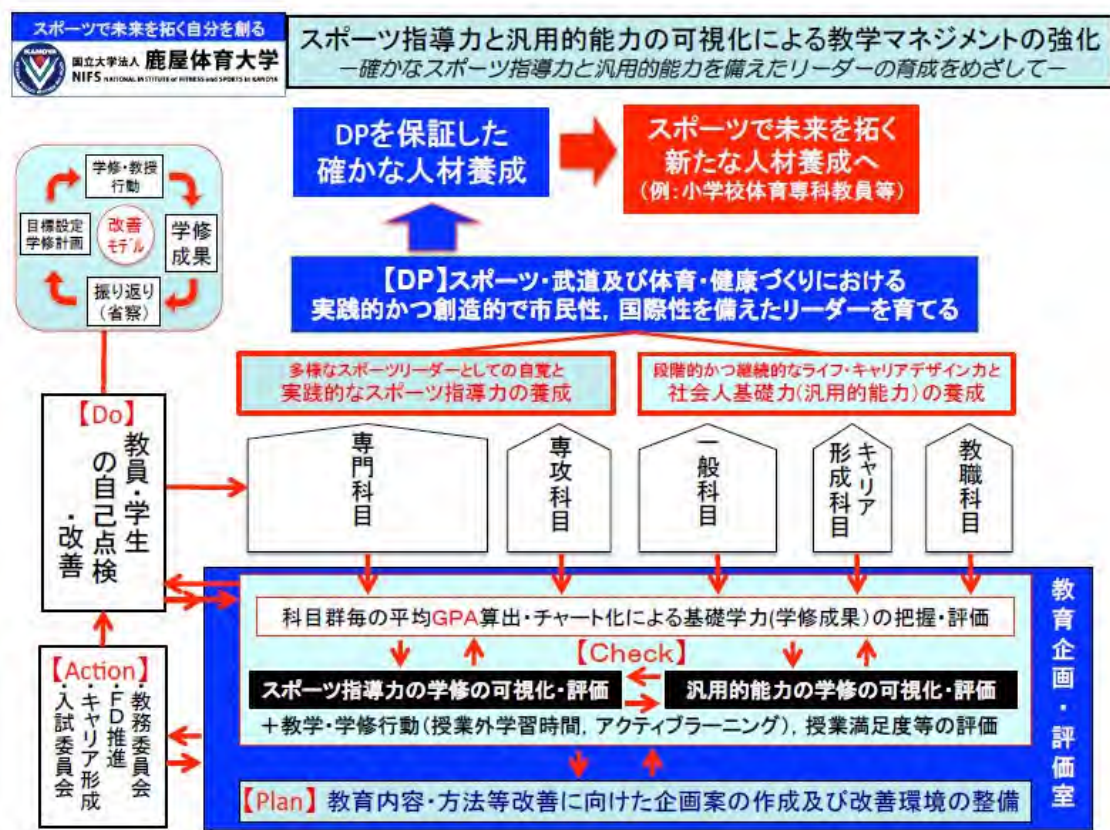 スポーツで未来を拓く自分を創る
KANOYA
国立大学法人 鹿屋体育大学
NIFS NATIONAL INSTITUTE OF FITNESS AND SPORTS IN KANOYA
スポーツ指導力と汎用的能力の可視化による教学マネジメントの強化
―確かなスポーツ指導力と汎用的能力を備えたリーダーの育成をめざして―
DPを保証した
確かな人材養成
スポーツで未来を拓く
新たな人材養成へ
(例:小学校体育専科教員等)
学修・教授
行動
目標設定
学修計画
改善
モデル
学修
成果
振り返り
(省察)
【DP】スポーツ・武道及び体育・健康づくりにおける
実践的かつ創造的で市民性, 国際性を備えたリーダーを育てる
多様なスポーツリーダーとしての自覚と
実践的なスポーツ指導力の養成
段階的かつ継続的なライフ・キャリアデザイン力と
社会人基礎力(汎用的能力)の養成
【Do】
教員・学生
の自己点検
・改善
専門科目
専攻科目
一般科目
キャリア
形成科目
教職科目
科目群毎の平均GPA算出・チャート化による基礎学力(学修成果)の把握・評価
【Check】
スポーツ指導力の学修の可視化・評価
汎用的能力の学修の可視化・評価
+教学・学修行動(授業外学習時間, アクティブラーニング), 授業満足度等の評価
教育企画・評価室
【Action】
・教務委員会
・FD推進
・キャリア形成
・入試委員会
【Plan】教育内容・方法等改善に向けた企画案の作成及び改善環境の整備